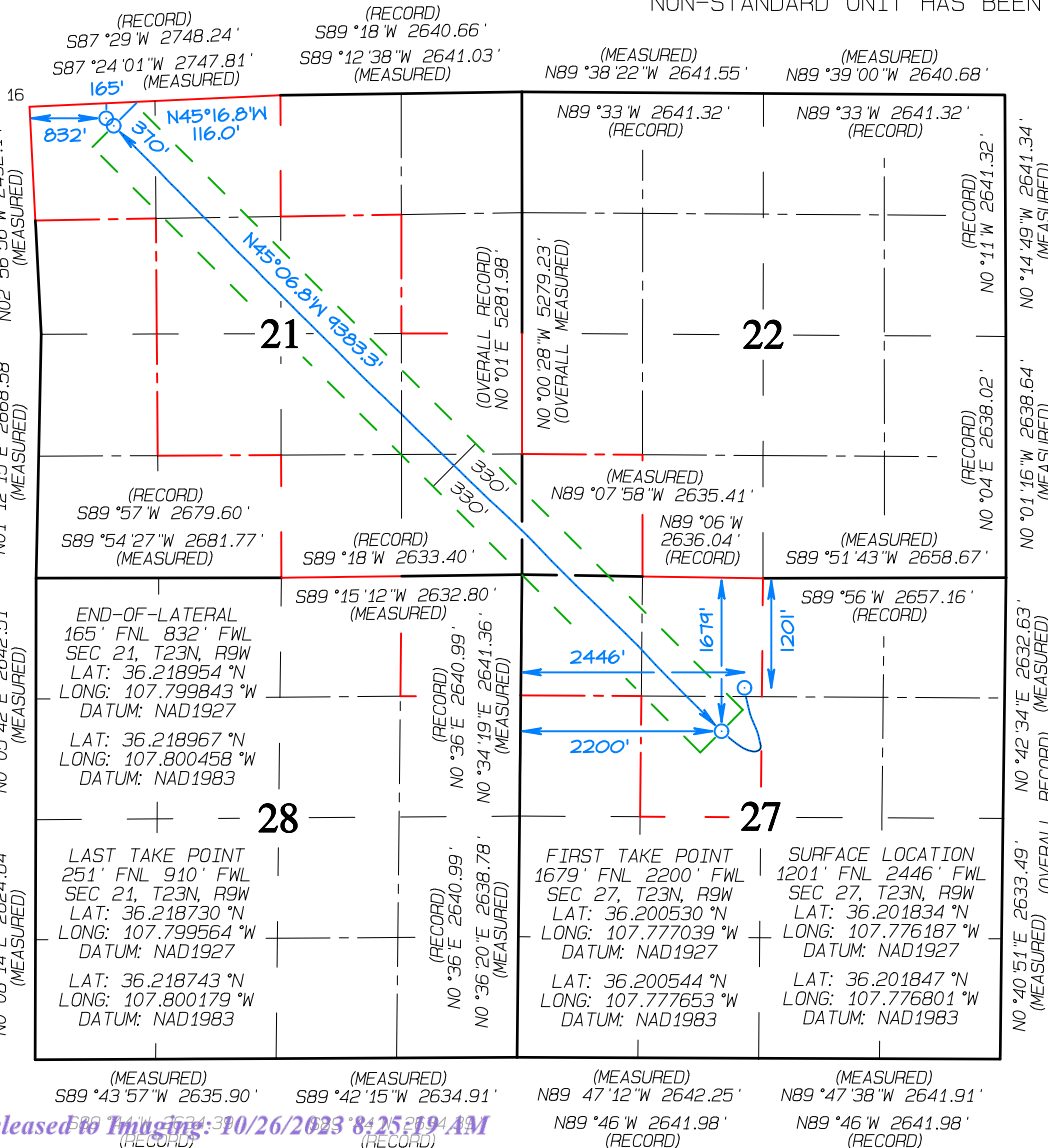 NON-STANDARD UNIT HAS BEEN
(RECORD)
S87°29'W 2748.24'
S87°24'01"W 2747.81'
(MEASURED)
(RECORD)
S89°18'W 2640.66'
S89°12'38"W 2641.03'
(MEASURED)
(MEASURED)
N89°38'22"W 2641.55'
(MEASURED)
N89°39'00"W 2640.68'
16
165'
832'
370'
N45°16.8'W
116.0'
N89°33'W 2641.32'
(RECORD)
N89°33'W 2641.32'
(RECORD)
(MEASURED)
(RECORD)
N0°11'W 2641.32'
N0°14'49"W 2641.34'
(MEASURED)
N45°06.8'W 9383.3'
21
22
(OVERALL RECORD)
N0°01'E 5281.98'
N0°00'28"W 5279.23'
(OVERALL MEASURED)
(MEASURED)
(RECORD)
N0°04'E 2638.02'
N0°01'16"W 2638.64'
(MEASURED)
330'
330'
(RECORD)
S89°57'W 2679.60'
S89°54'27"W 2681.77'
(MEASURED)
S89°18'W 2633.40'
(RECORD)
(MEASURED)
N89°07'58"W 2635.41'
N89°06'W
2636.04'
(RECORD)
(MEASURED)
S89°51'43"W 2658.67'
S89°15'12"W 2632.80'
(MEASURED)
S89°56'W 2657.16'
(RECORD)
END-OF-LATERAL
165' FNL 832' FWL
SEC 21, T23N, R9W
LAT: 36.218954°N
LONG: 107.799843°W
DATUM: NAD1927
LAT: 36.218967°N
LONG: 107.800458°W
DATUM: NAD1983
(MEASURED)
(RECORD)
N0°36'E 2640.99'
N0°34'19"E 2641.36'
(MEASURED)
1679'
1201'
2446'
2200'
N0°42'34"E 2632.63'
(MEASURED)
28
27
LAST TAKE POINT
251' FNL 910' FWL
SEC 21, T23N, R9W
LAT: 36.218730°N
LONG: 107.799564°W
DATUM: NAD1927
LAT: 36.218743°N
LONG: 107.800179°W
DATUM: NAD1983
(MEASURED)
(RECORD)
N0°36'E 2640.99'
N0°36'20"E 2638.78'
(MEASURED)
FIRST TAKE POINT
1679' FNL 2200' FWL
SEC 27, T23N, R9W
LAT: 36.200530°N
LONG: 107.777039°W
DATUM: NAD1927
LAT: 36.200544°N
LONG: 107.777653°W
DATUM: NAD1983
SURFACE LOCATION
1201' FNL 2446' FWL
SEC 27, T23N, R9W
LAT: 36.201834°N
LONG: 107.776187°W
DATUM: NAD1927
LAT: 36.201847°N
LONG: 107.776801°W
DATUM: NAD1983
N0°40'51"E 2633.49'
(MEASURED)
(OVERALL RECORD)
(MEASURED)
S89°43'57"W 2635.90'
(MEASURED)
S89°42'15"W 2634.91'
(MEASURED)
N89°47'12"W 2642.25'
(MEASURED)
N89°47'38"W 2641.91'
N89°46'W 2641.98'
(RECORD)
N89°46'W 2641.98'
(RECORD)
(RECORD)
(RECORD)
leased to Imaging: 10/26/2023 8:25:19 AM